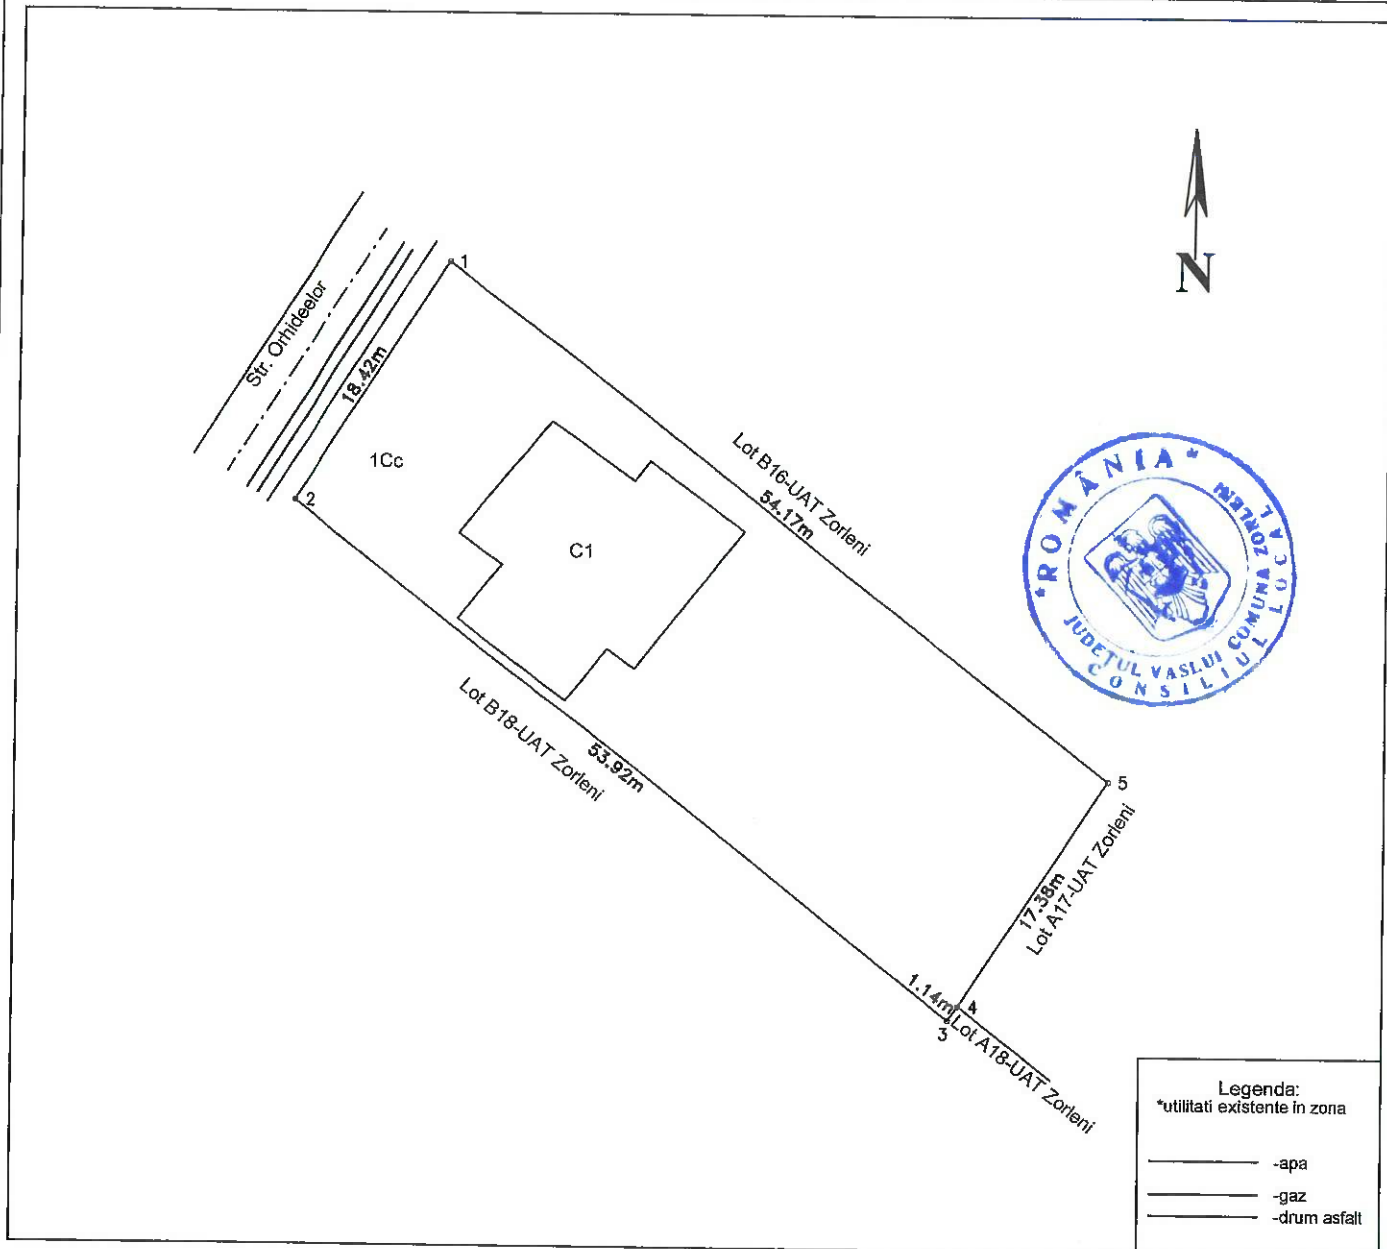 N
1
Str. Orhideelor
18.42m
1Cc
2
Lot B16-UAT Zorleni
54.17m
C1
*ROMÂNIA*
JUDEȚUL VASLUI COMUNA ZORLENI
CONSILIUL LOCAL
Lot B18-UAT Zorleni
53.92m
5
17.38m
Lot A17-UAT Zorleni
1.14m
4
3
Lot A18-UAT Zorleni
Legenda:
*utilitati existente in zona
-apa
-gaz
-drum asfalt